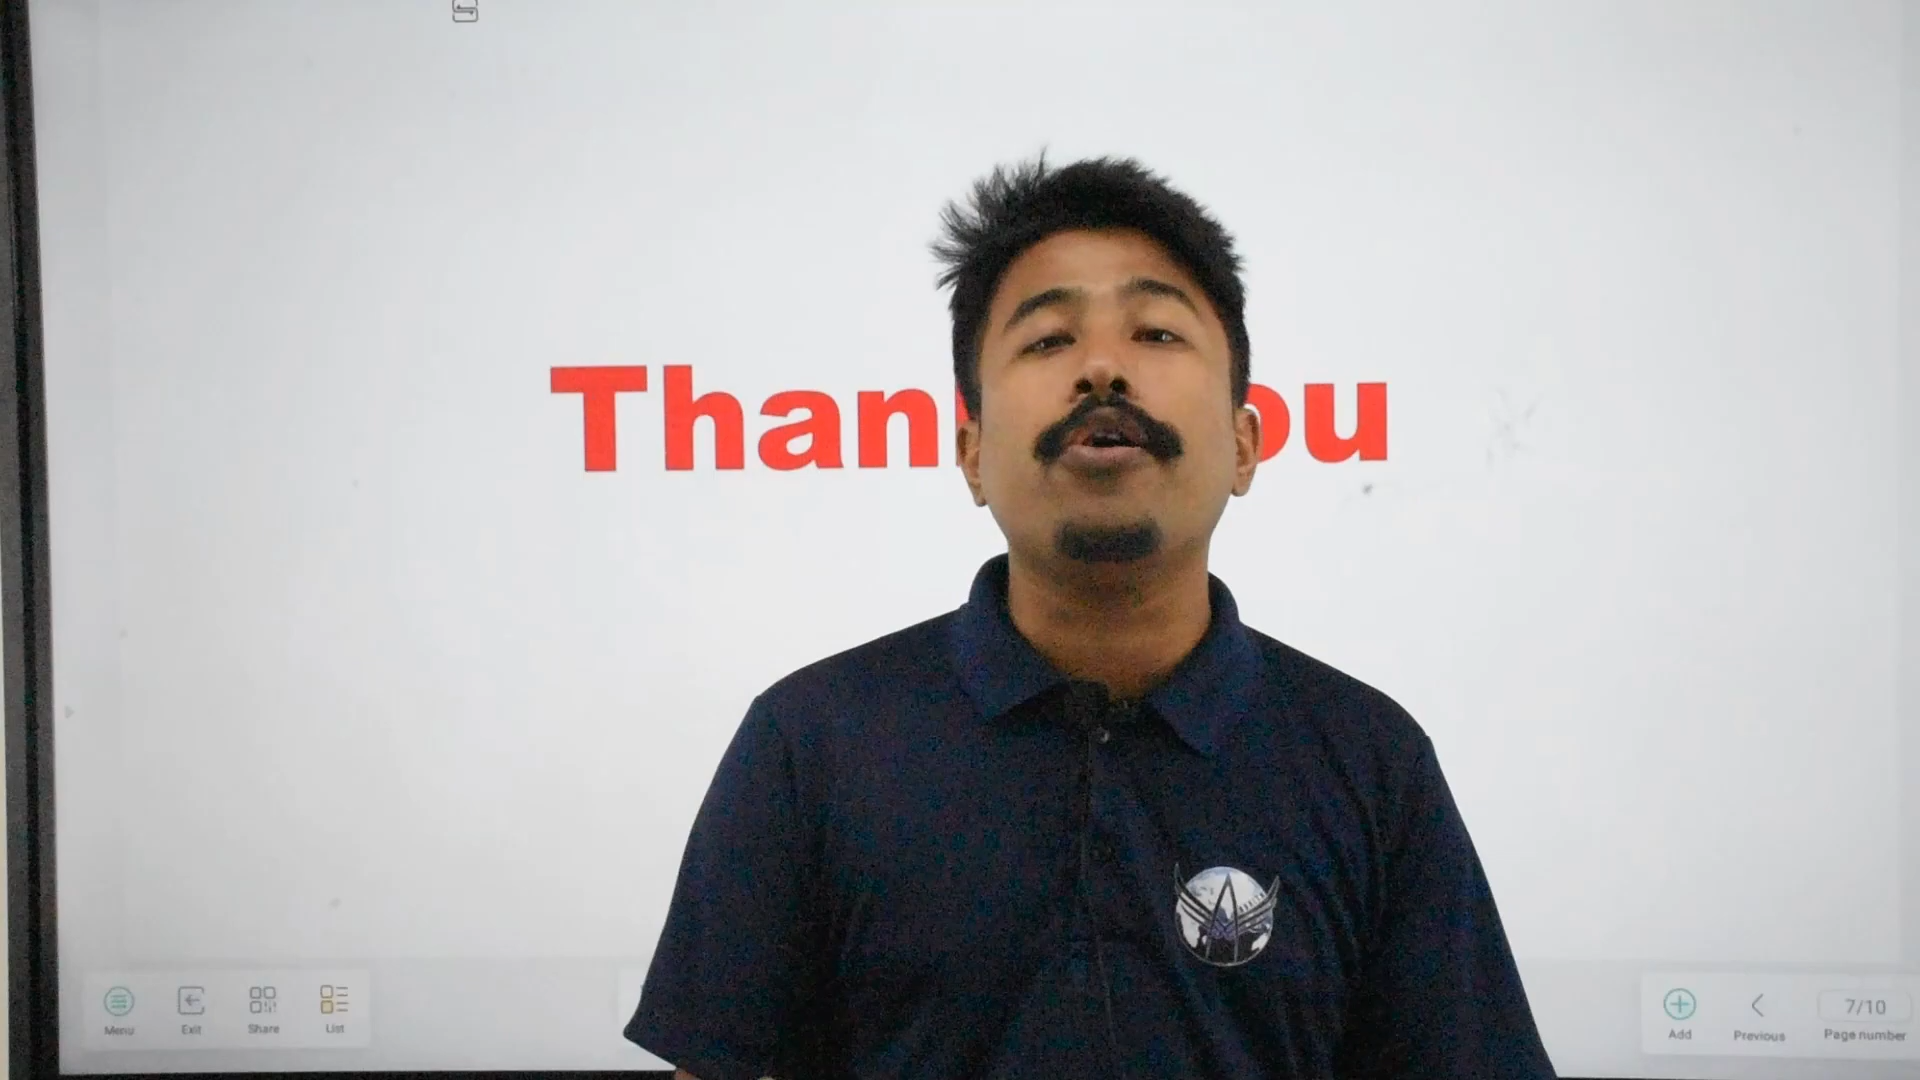 Than ou
Menu
Exit
Share
List
Add
Previous
7/10
Page number